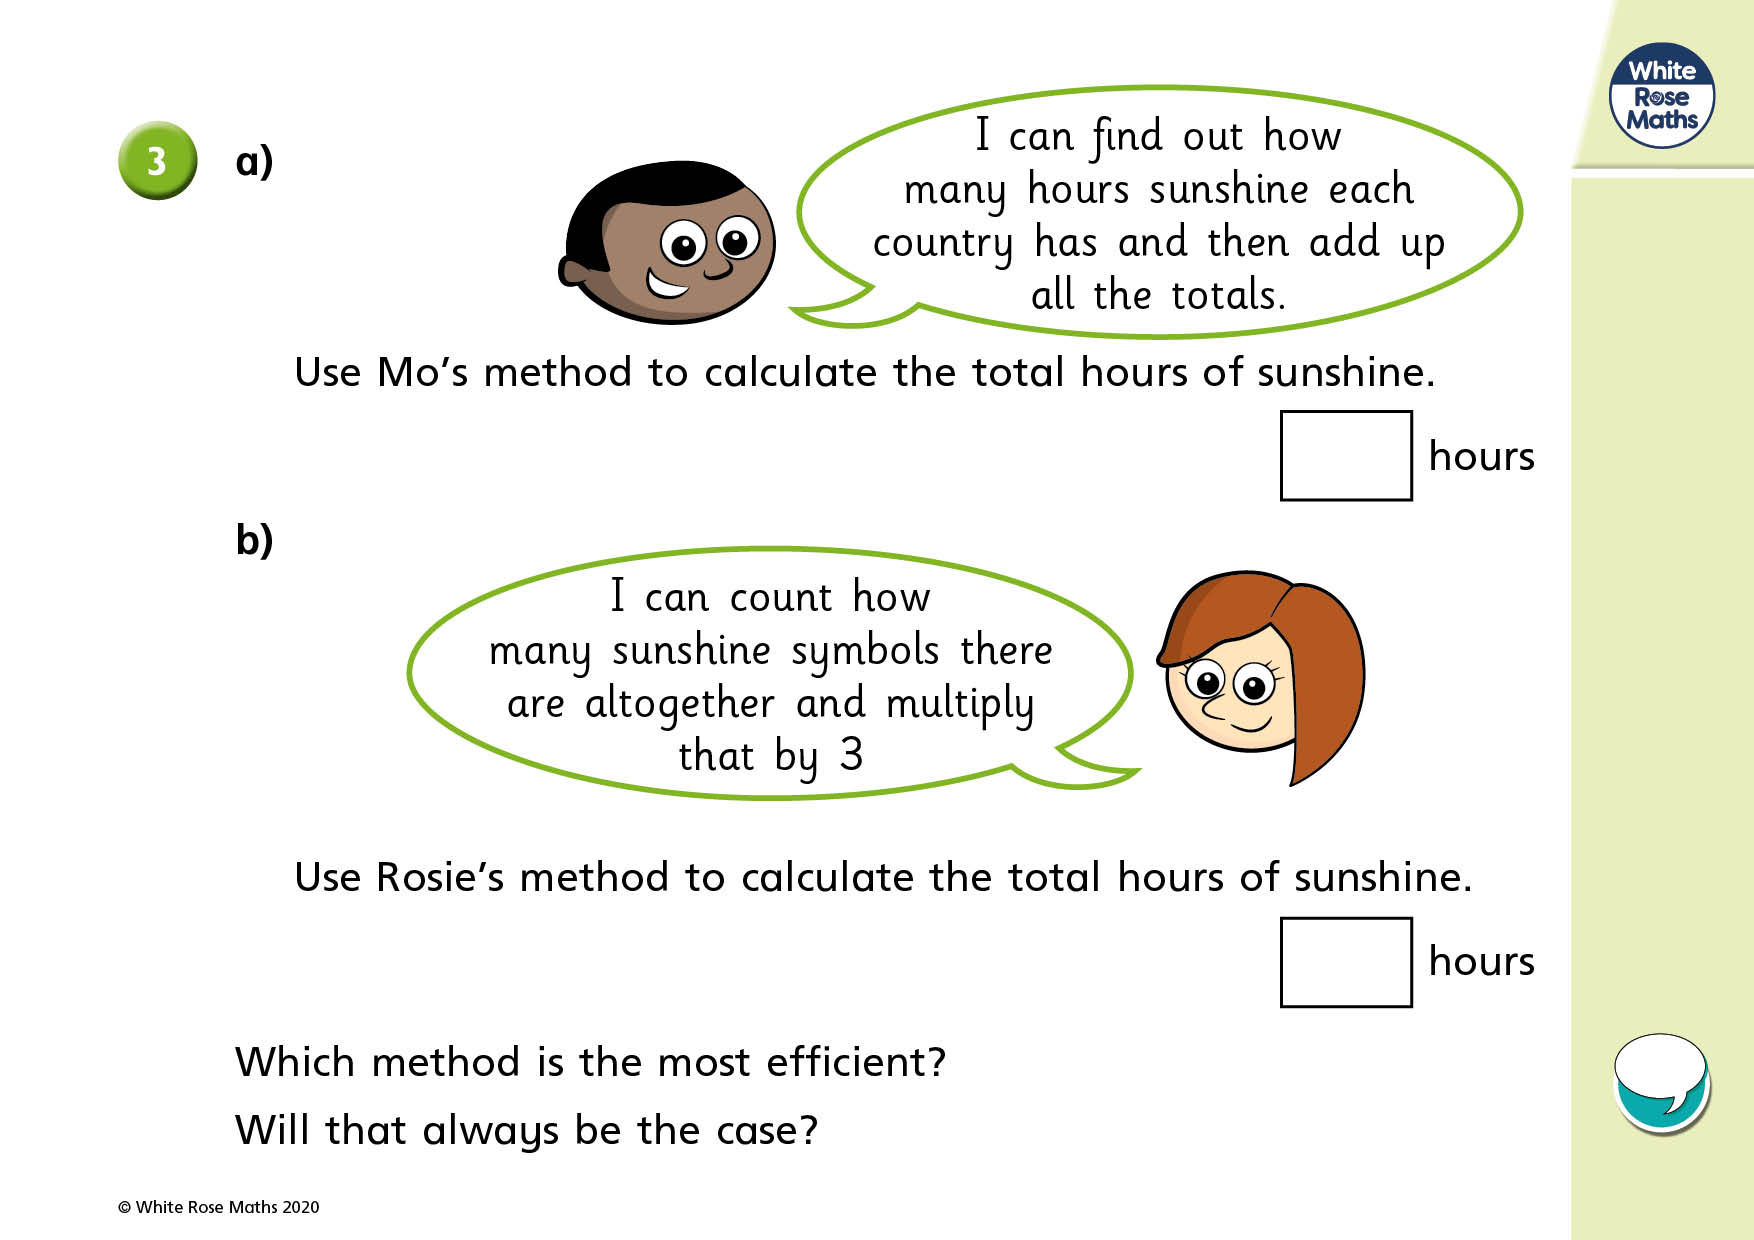 White
Rose
Maths
3 a)
I can find out how
many hours sunshine each
country has and then add up
all the totals.
Use Mo’s method to calculate the total hours of sunshine.
hours
b)
I can count how
many sunshine symbols there
are altogether and multiply
that by 3
Use Rosie’s method to calculate the total hours of sunshine.
hours
Which method is the most efficient?
Will that always be the case?
© White Rose Maths 2020